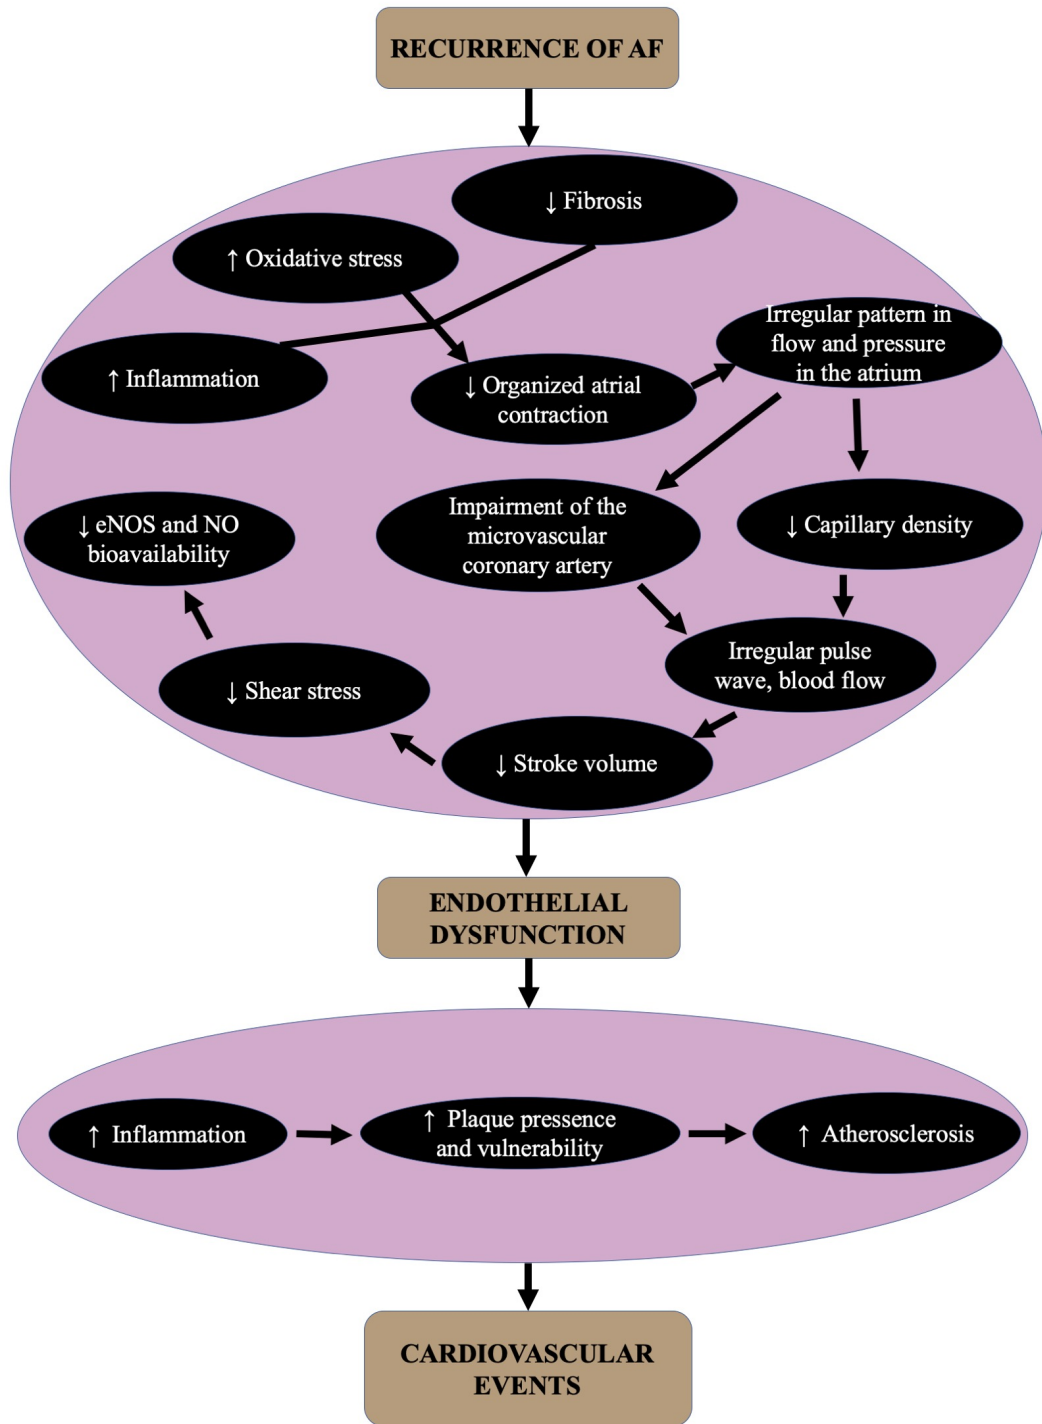 RECURRENCE OF AF
↓ Fibrosis
↑ Oxidative stress
Irregular pattern in
flow and pressure
in the atrium
↑ Inflammation
↓ Organized atrial
contraction
Impairment of the
microvascular
coronary artery
↓ Capillary density
↓ eNOS and NO
bioavailability
Irregular pulse
wave, blood flow
↓ Shear stress
↓ Stroke volume
ENDOTHELIAL
DYSFUNCTION
↑ Inflammation
↑ Plaque pressence
and vulnerability
↑ Atherosclerosis
CARDIOVASCULAR
EVENTS